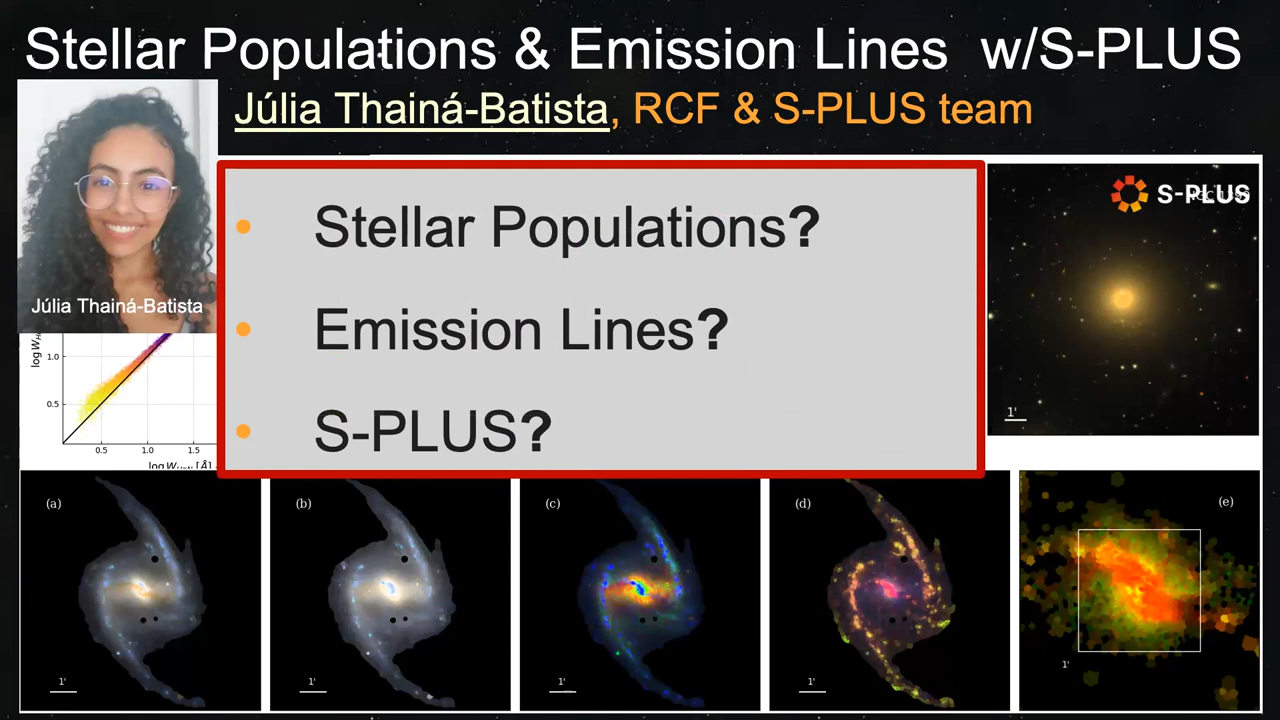 Stellar Populations & Emission Lines w/S-PLUS
Júlia Thainá-Batista, RCF & S-PLUS team
Júlia Thainá-Batista
• Stellar Populations?
• Emission Lines?
• S-PLUS?
S-PLUS
1'
1.0
0.5
0.5 1.0 1.5
(a)
1'
(b)
1'
(c)
1'
(d)
1'
(e)
1'